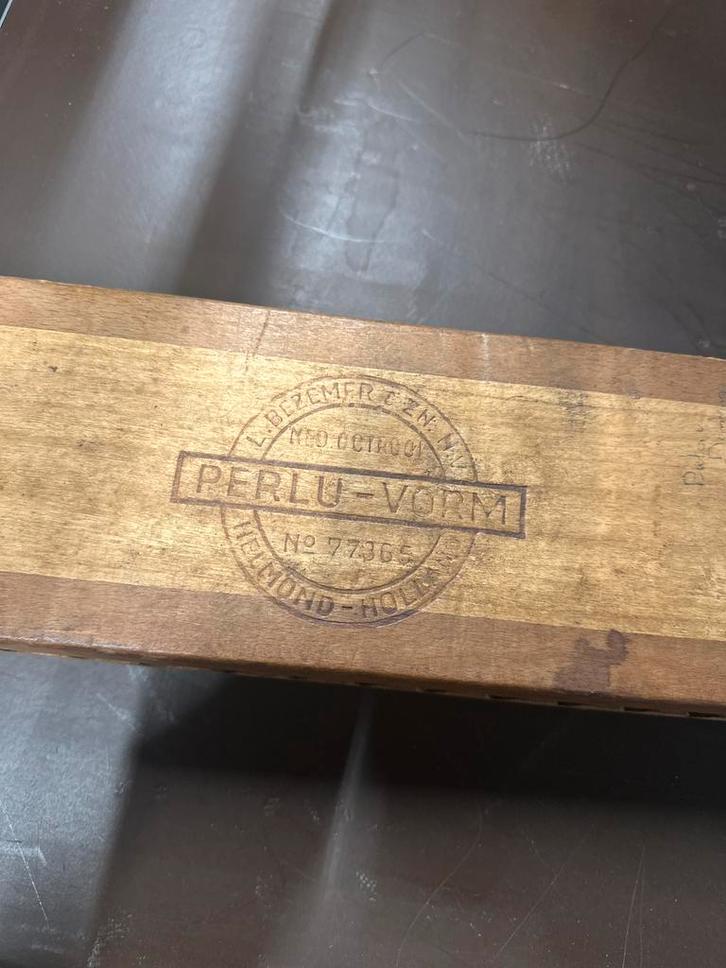 L. BEZEMER & ZN. N.V.
NED. OCTROOI
PERLU-VORM
Nº 77365
HELMOND-HOLLAND